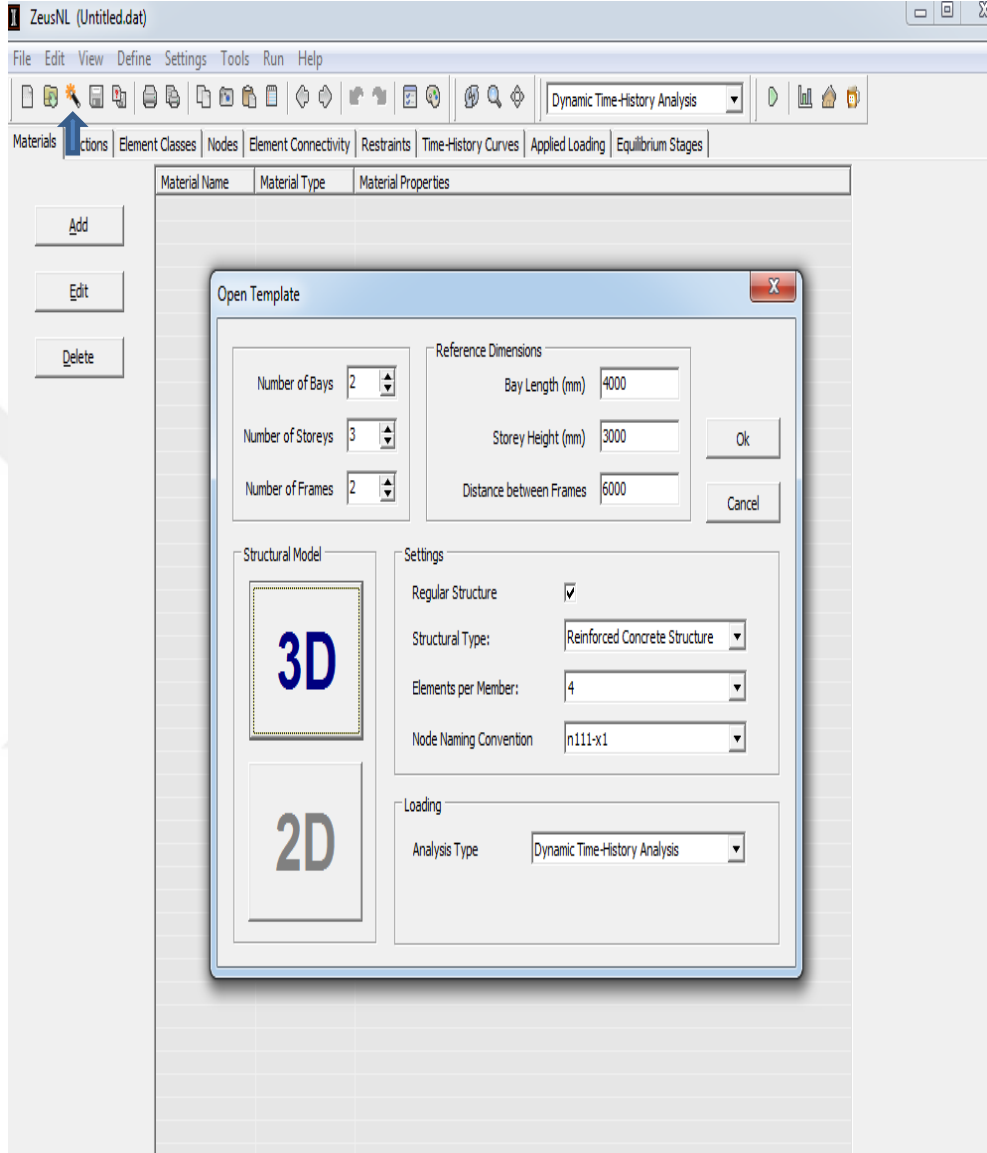 ZeusNL (Untitled.dat)
File Edit View Define Settings Tools Run Help
Dynamic Time-History Analysis
Materials ctions Element Classes Nodes Element Connectivity Restraints Time-History Curves Applied Loading Equilibrium Stages
Material Name Material Type Material Properties
Add
Edit
Delete
Open Template
Number of Bays 2
Number of Storeys 3
Number of Frames 2
Reference Dimensions
Bay Length (mm) 4000
Storey Height (mm) 3000
Distance between Frames 6000
Ok
Cancel
Structural Model
3D
2D
Settings
Regular Structure
Structural Type: Reinforced Concrete Structure
Elements per Member: 4
Node Naming Convention n111-x1
Loading
Analysis Type Dynamic Time-History Analysis